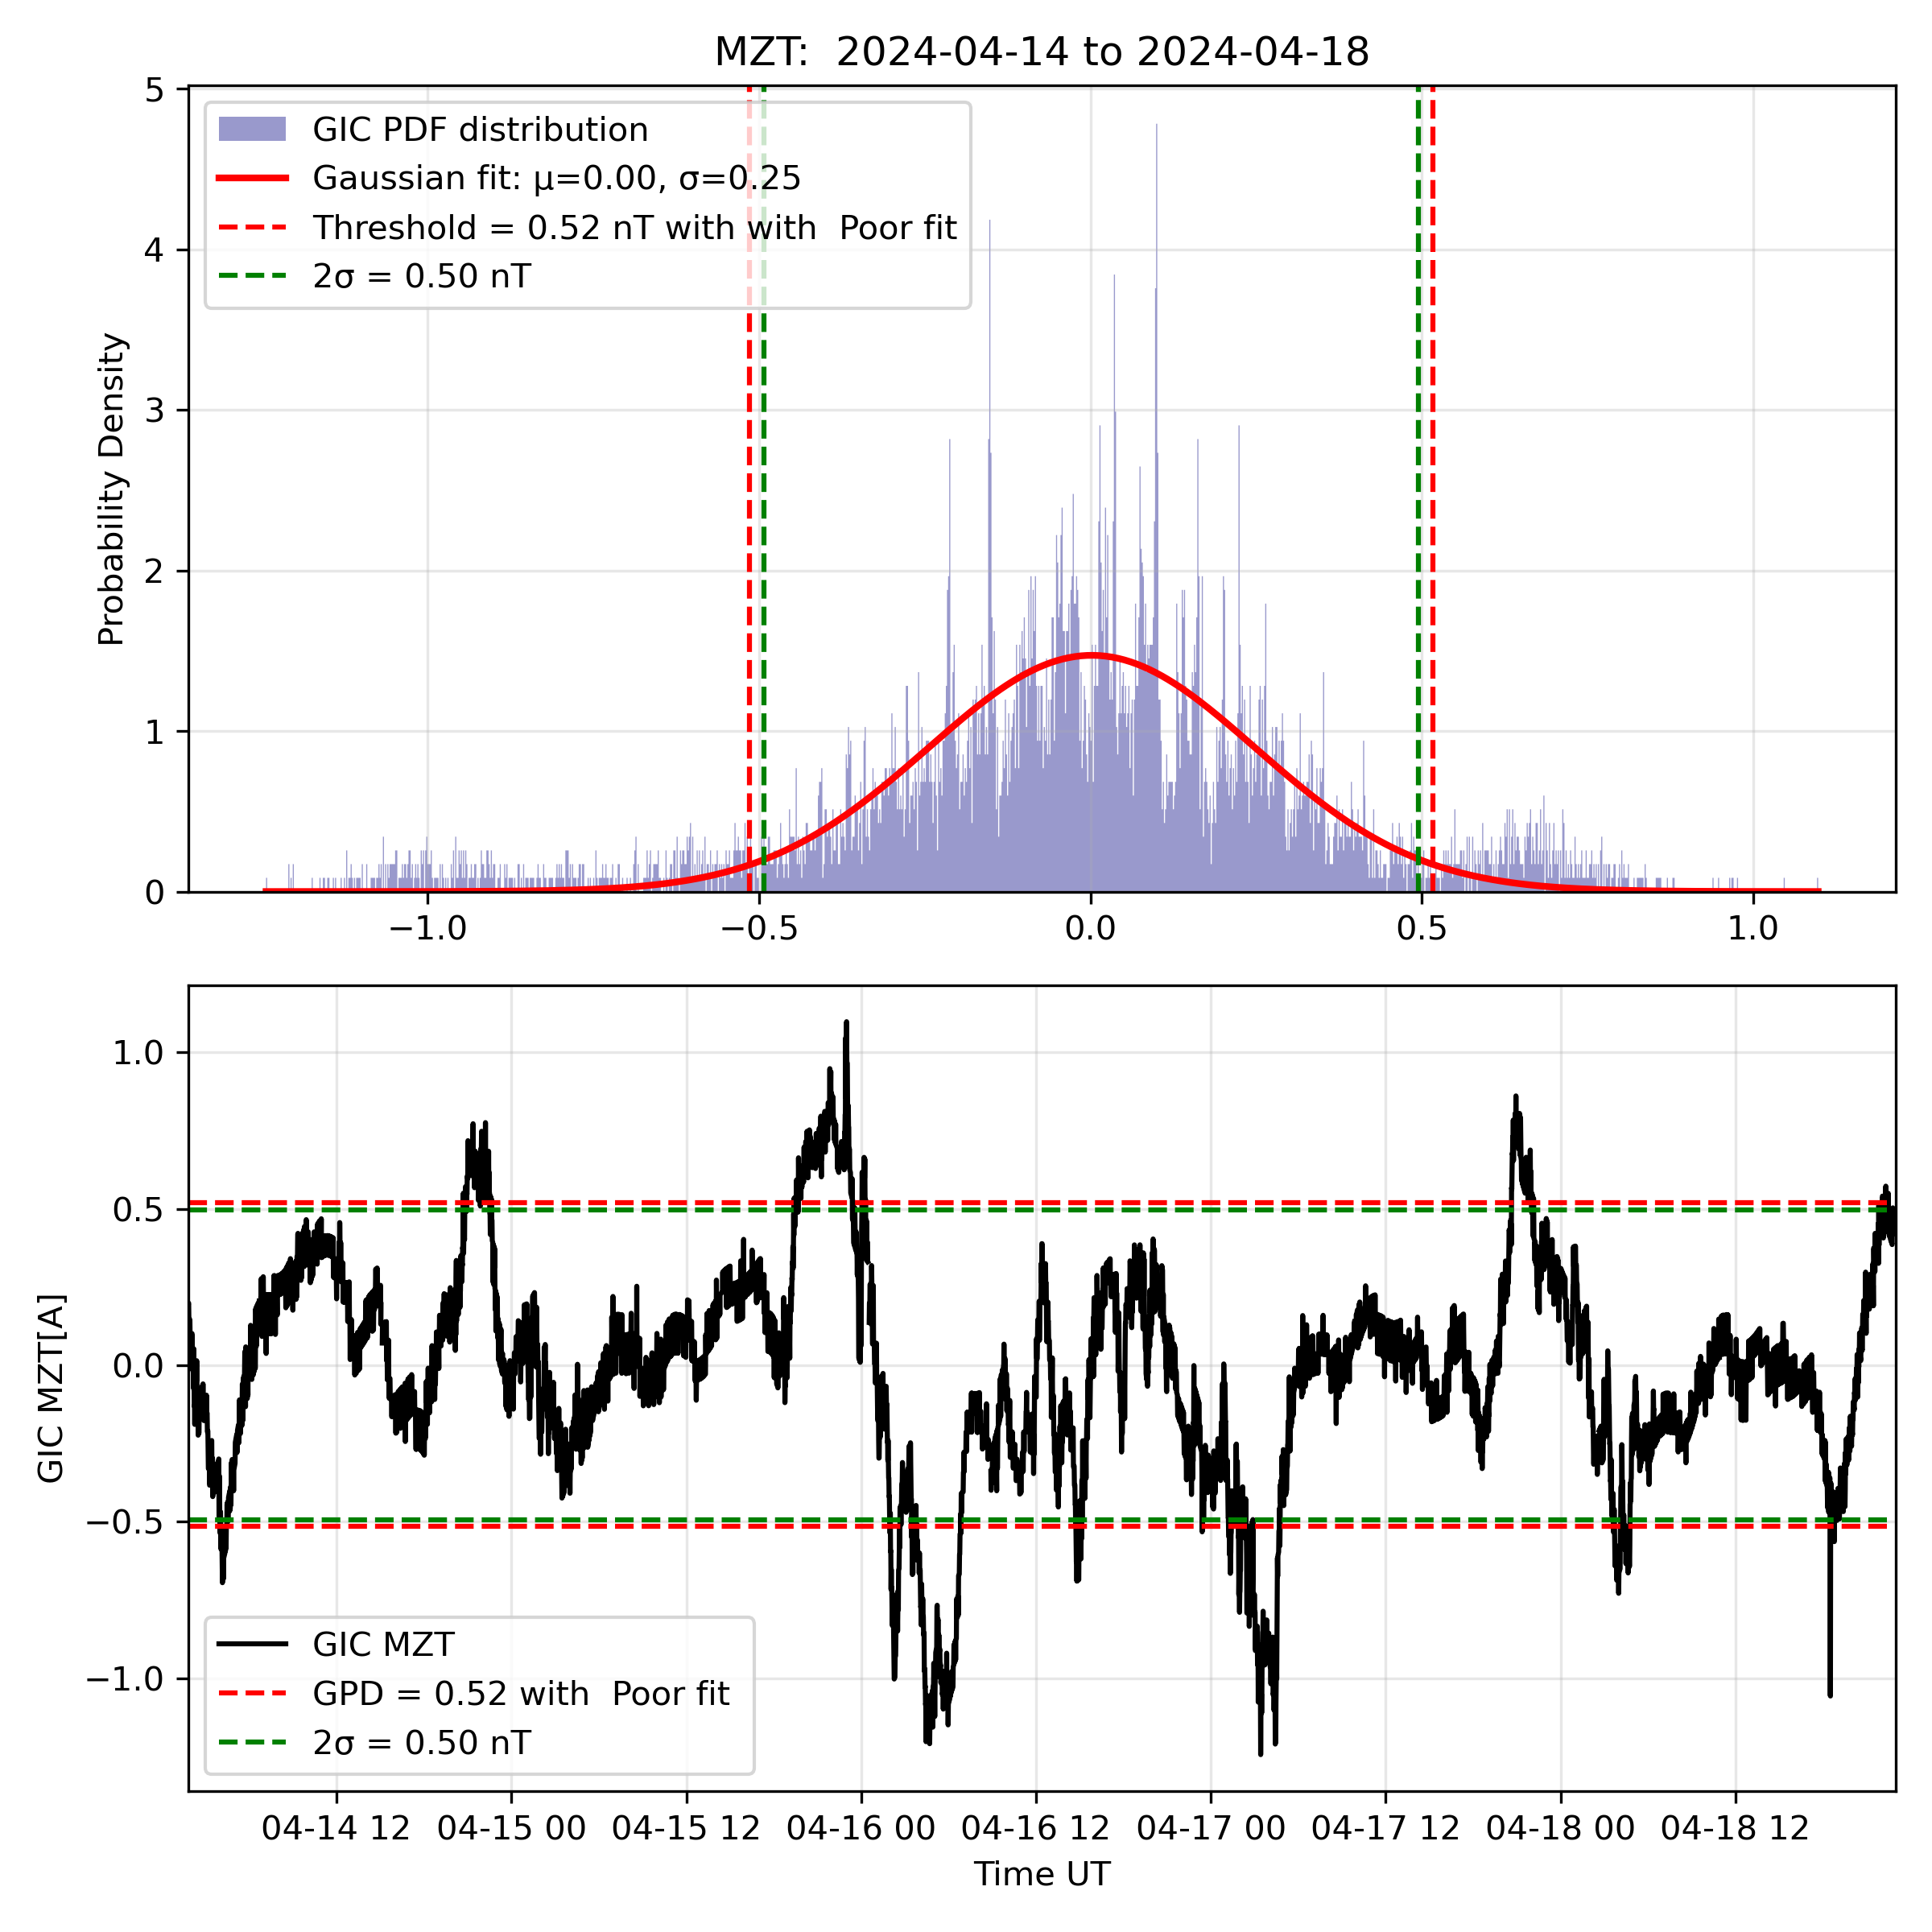 MZT:  2024-04-14 to 2024-04-18
5
4
3
2
1
0
Probability Density
GIC PDF distribution
Gaussian fit: μ=0.00, σ=0.25
Threshold = 0.52 nT with with  Poor fit
2σ = 0.50 nT
−1.0
−0.5
0.0
0.5
1.0
1.0
0.5
0.0
−0.5
−1.0
GIC MZT[A]
GIC MZT
GPD = 0.52 with  Poor fit
2σ = 0.50 nT
04-14 12
04-15 00
04-15 12
04-16 00
04-16 12
04-17 00
04-17 12
04-18 00
04-18 12
Time UT